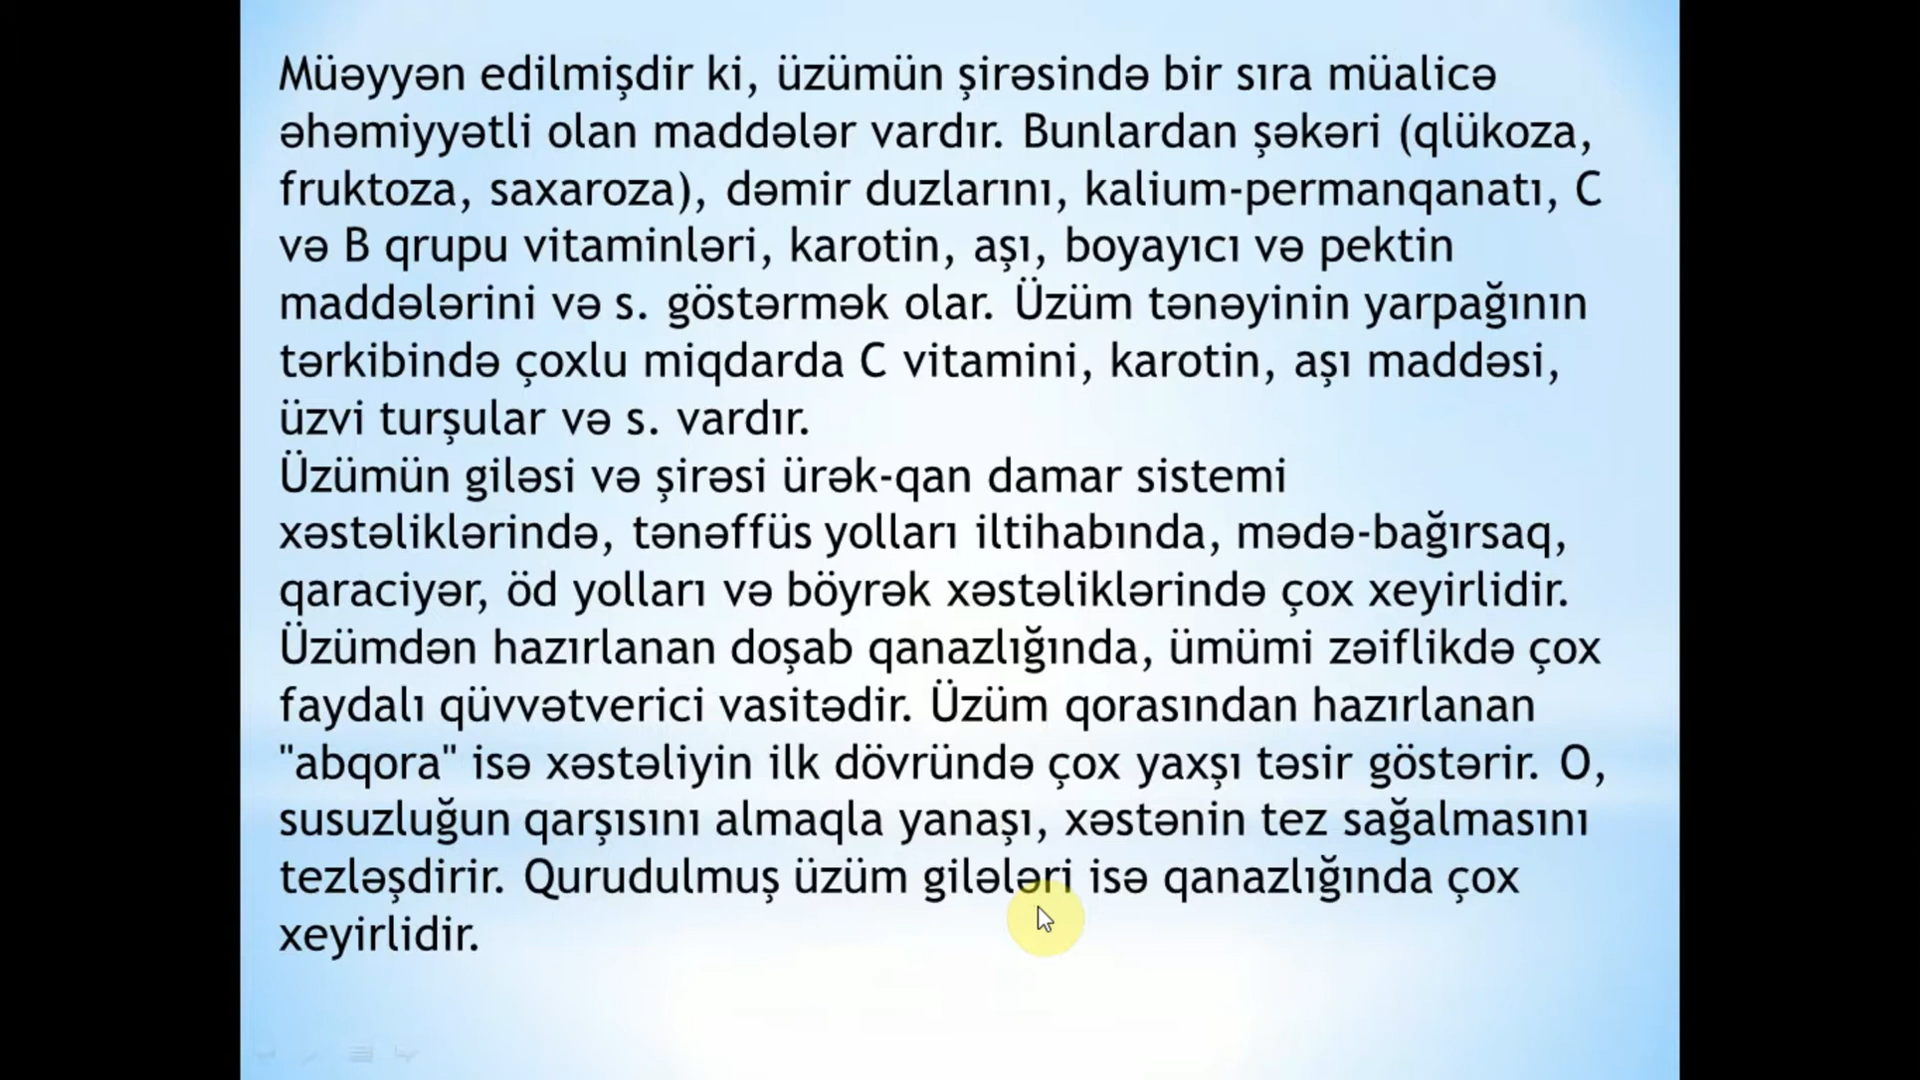 Müəyyən edilmişdir ki, üzümün şirəsində bir sıra müalicə
əhəmiyyətli olan maddələr vardır. Bunlardan şəkəri (qlükoza,
fruktoza, saxaroza), dəmir duzlarını, kalium-permanqanatı, C
və B qrupu vitaminləri, karotin, aşı, boyayıcı və pektin
maddələrini və s. göstərmək olar. Üzüm tənəyinin yarpağının
tərkibində çoxlu miqdarda C vitamini, karotin, aşı maddəsi,
üzvi turşular və s. vardır.
Üzümün giləsi və şirəsi ürək-qan damar sistemi
xəstəliklərində, tənəffüs yolları iltihabında, mədə-bağırsaq,
qaraciyər, öd yolları və böyrək xəstəliklərində çox xeyirlidir.
Üzümdən hazırlanan doşab qanazlığında, ümümi zəiflikdə çox
faydalı qüvvətverici vasitədir. Üzüm qorasından hazırlanan
"abqora" isə xəstəliyin ilk dövründə çox yaxşı təsir göstərir. O,
susuzluğun qarşısını almaqla yanaşı, xəstənin tez sağalmasını
tezləşdirir. Qurudulmuş üzüm gilələri isə qanazlığında çox
xeyirlidir.